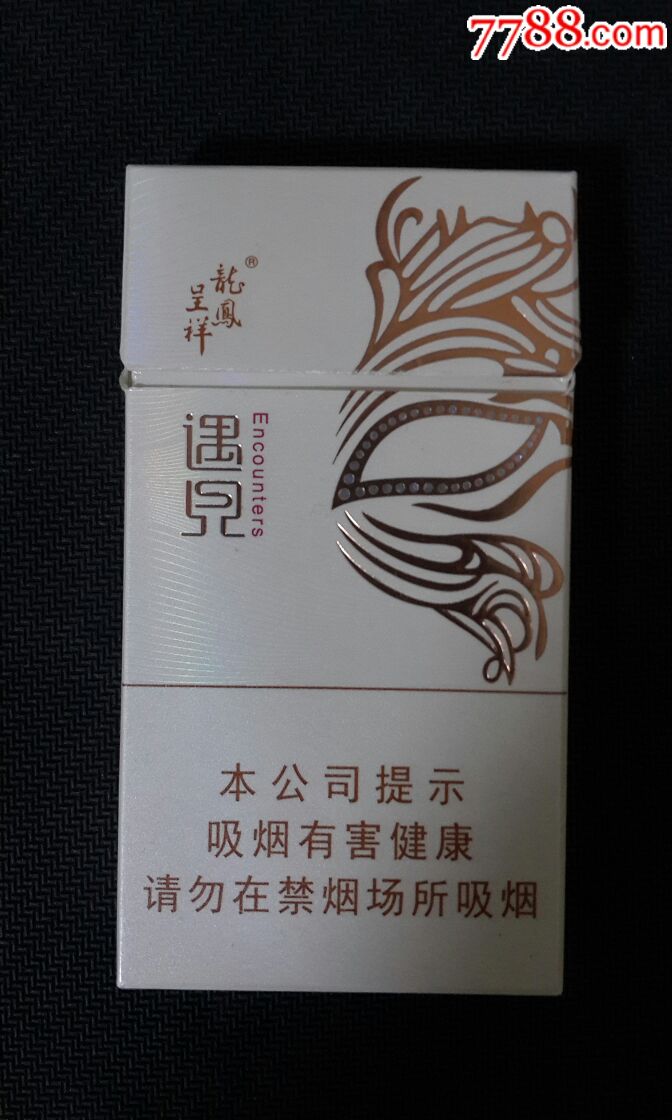 7788.com
龍鳳
呈祥
®
遇見
Encounters
本公司提示
吸烟有害健康
请勿在禁烟场所吸烟